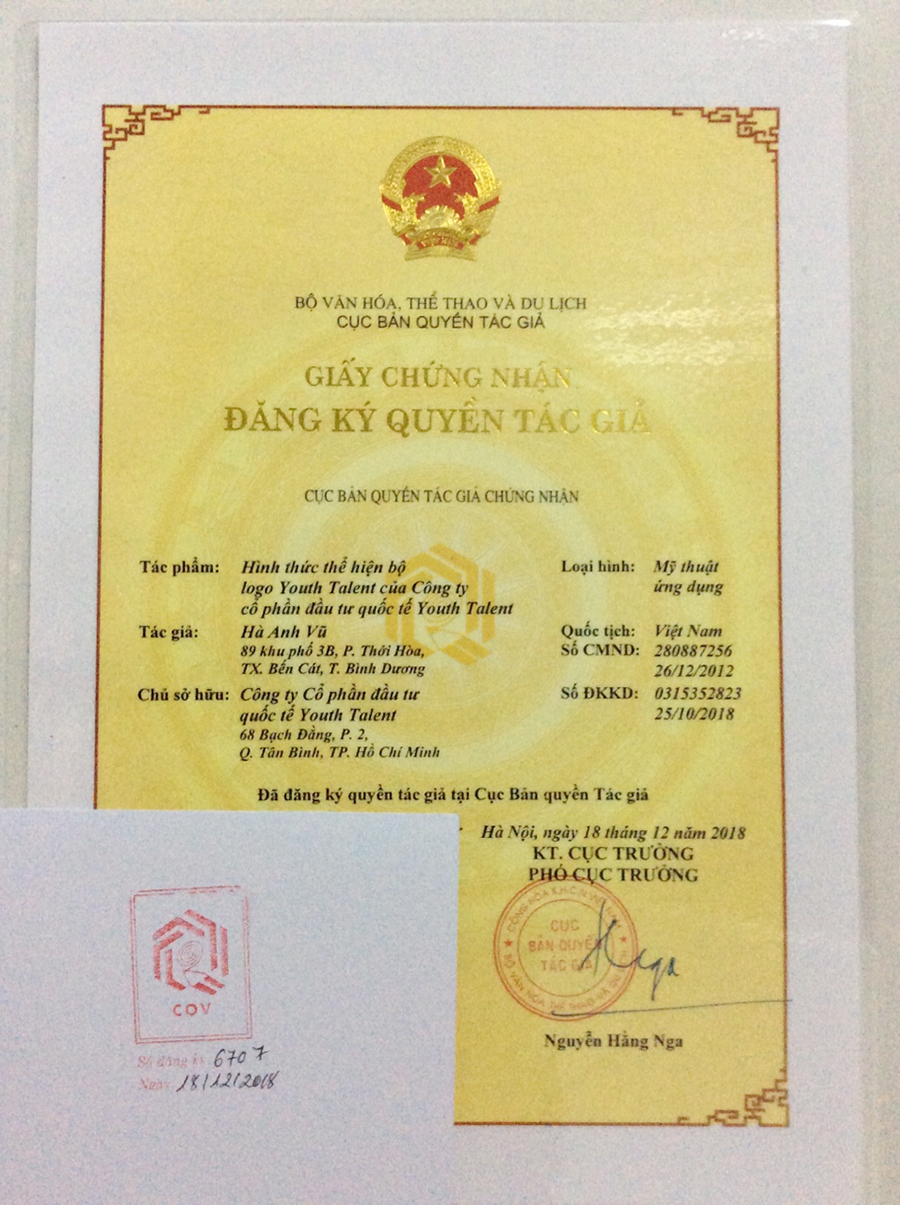 BỘ VĂN HÓA, THỂ THAO VÀ DU LỊCH
CỤC BẢN QUYỀN TÁC GIẢ
GIẤY CHỨNG NHẬN
ĐĂNG KÝ QUYỀN TÁC GIẢ
CỤC BẢN QUYỀN TÁC GIẢ CHỨNG NHẬN
Tác phẩm: Hình thức thể hiện bộ Loại hình: Mỹ thuật
logo Youth Talent của Công ty ứng dụng
cổ phần đầu tư quốc tế Youth Talent
Tác giả: Hà Anh Vũ Quốc tịch: Việt Nam
89 khu phố 3B, P. Thới Hòa, Số CMND: 280887256
TX. Bến Cát, T. Bình Dương 26/12/2012
Chủ sở hữu: Công ty Cổ phần đầu tư Số ĐKKD: 0315352823
quốc tế Youth Talent 25/10/2018
68 Bạch Đằng, P. 2,
Q. Tân Bình, TP. Hồ Chí Minh
Đã đăng ký quyền tác giả tại Cục Bản quyền Tác giả
Hà Nội, ngày 18 tháng 12 năm 2018
KT. CỤC TRƯỞNG
PHÓ CỤC TRƯỞNG
CỤC
BẢN QUYỀN
TÁC GIẢ
Nga
Nguyễn Hằng Nga
COV
Số đăng ký 6707
Ngày 18/12/2018